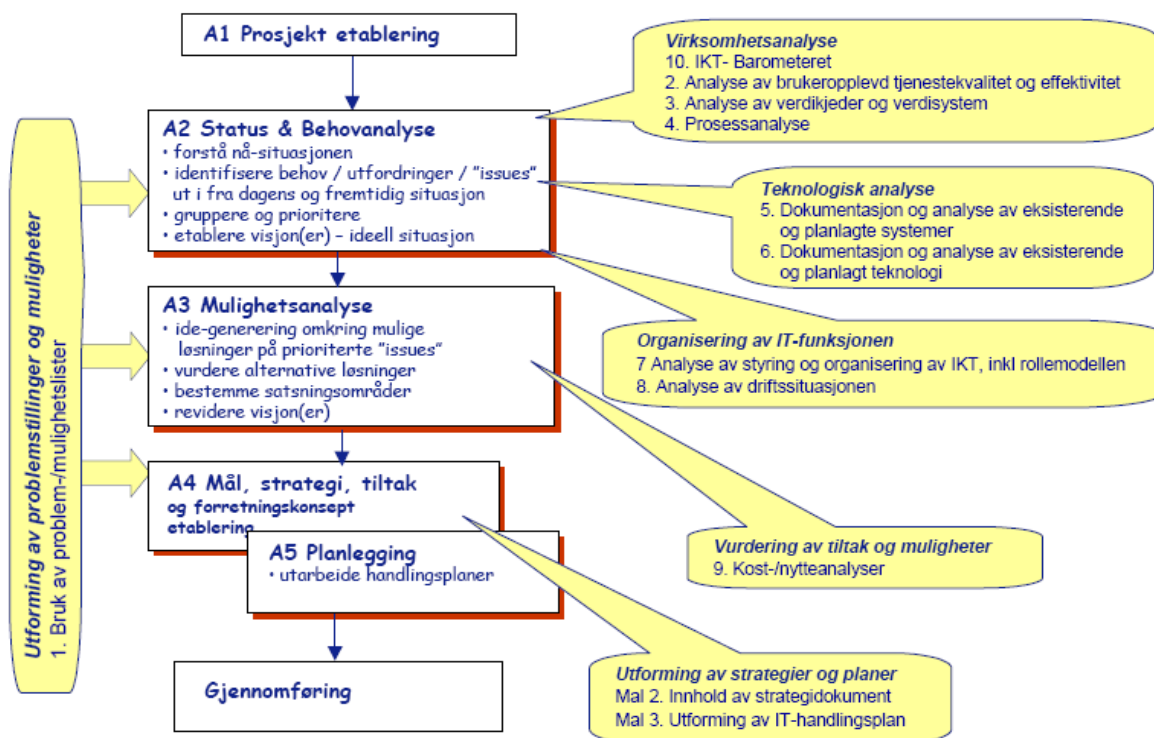 A1 Prosjekt etablering
A2 Status & Behovanalyse
• forstå nå-situasjonen
• identifisere behov / utfordringer / ”issues”
ut i fra dagens og fremtidig situasjon
• gruppere og prioritere
• etablere visjon(er) – ideell situasjon
A3 Mulighetsanalyse
• ide-generering omkring mulige
løsninger på prioriterte ”issues”
• vurdere alternative løsninger
• bestemme satsningsområder
• revidere visjon(er)
A4 Mål, strategi, tiltak
og forretningskonsept
etablering
A5 Planlegging
• utarbeide handlingsplaner
Gjennomføring
Utforming av problemstillinger og muligheter
1. Bruk av problem-/mulighetslister
Virksomhetsanalyse
10. IKT- Barometeret
2. Analyse av brukeropplevd tjenestekvalitet og effektivitet
3. Analyse av verdikjeder og verdisystem
4. Prosessanalyse
Teknologisk analyse
5. Dokumentasjon og analyse av eksisterende
og planlagte systemer
6. Dokumentasjon og analyse av eksisterende
og planlagt teknologi
Organisering av IT-funksjonen
7 Analyse av styring og organisering av IKT, inkl rollemodellen
8. Analyse av driftssituasjonen
Vurdering av tiltak og muligheter
9. Kost-/nytteanalyser
Utforming av strategier og planer
Mal 2. Innhold av strategidokument
Mal 3. Utforming av IT-handlingsplan